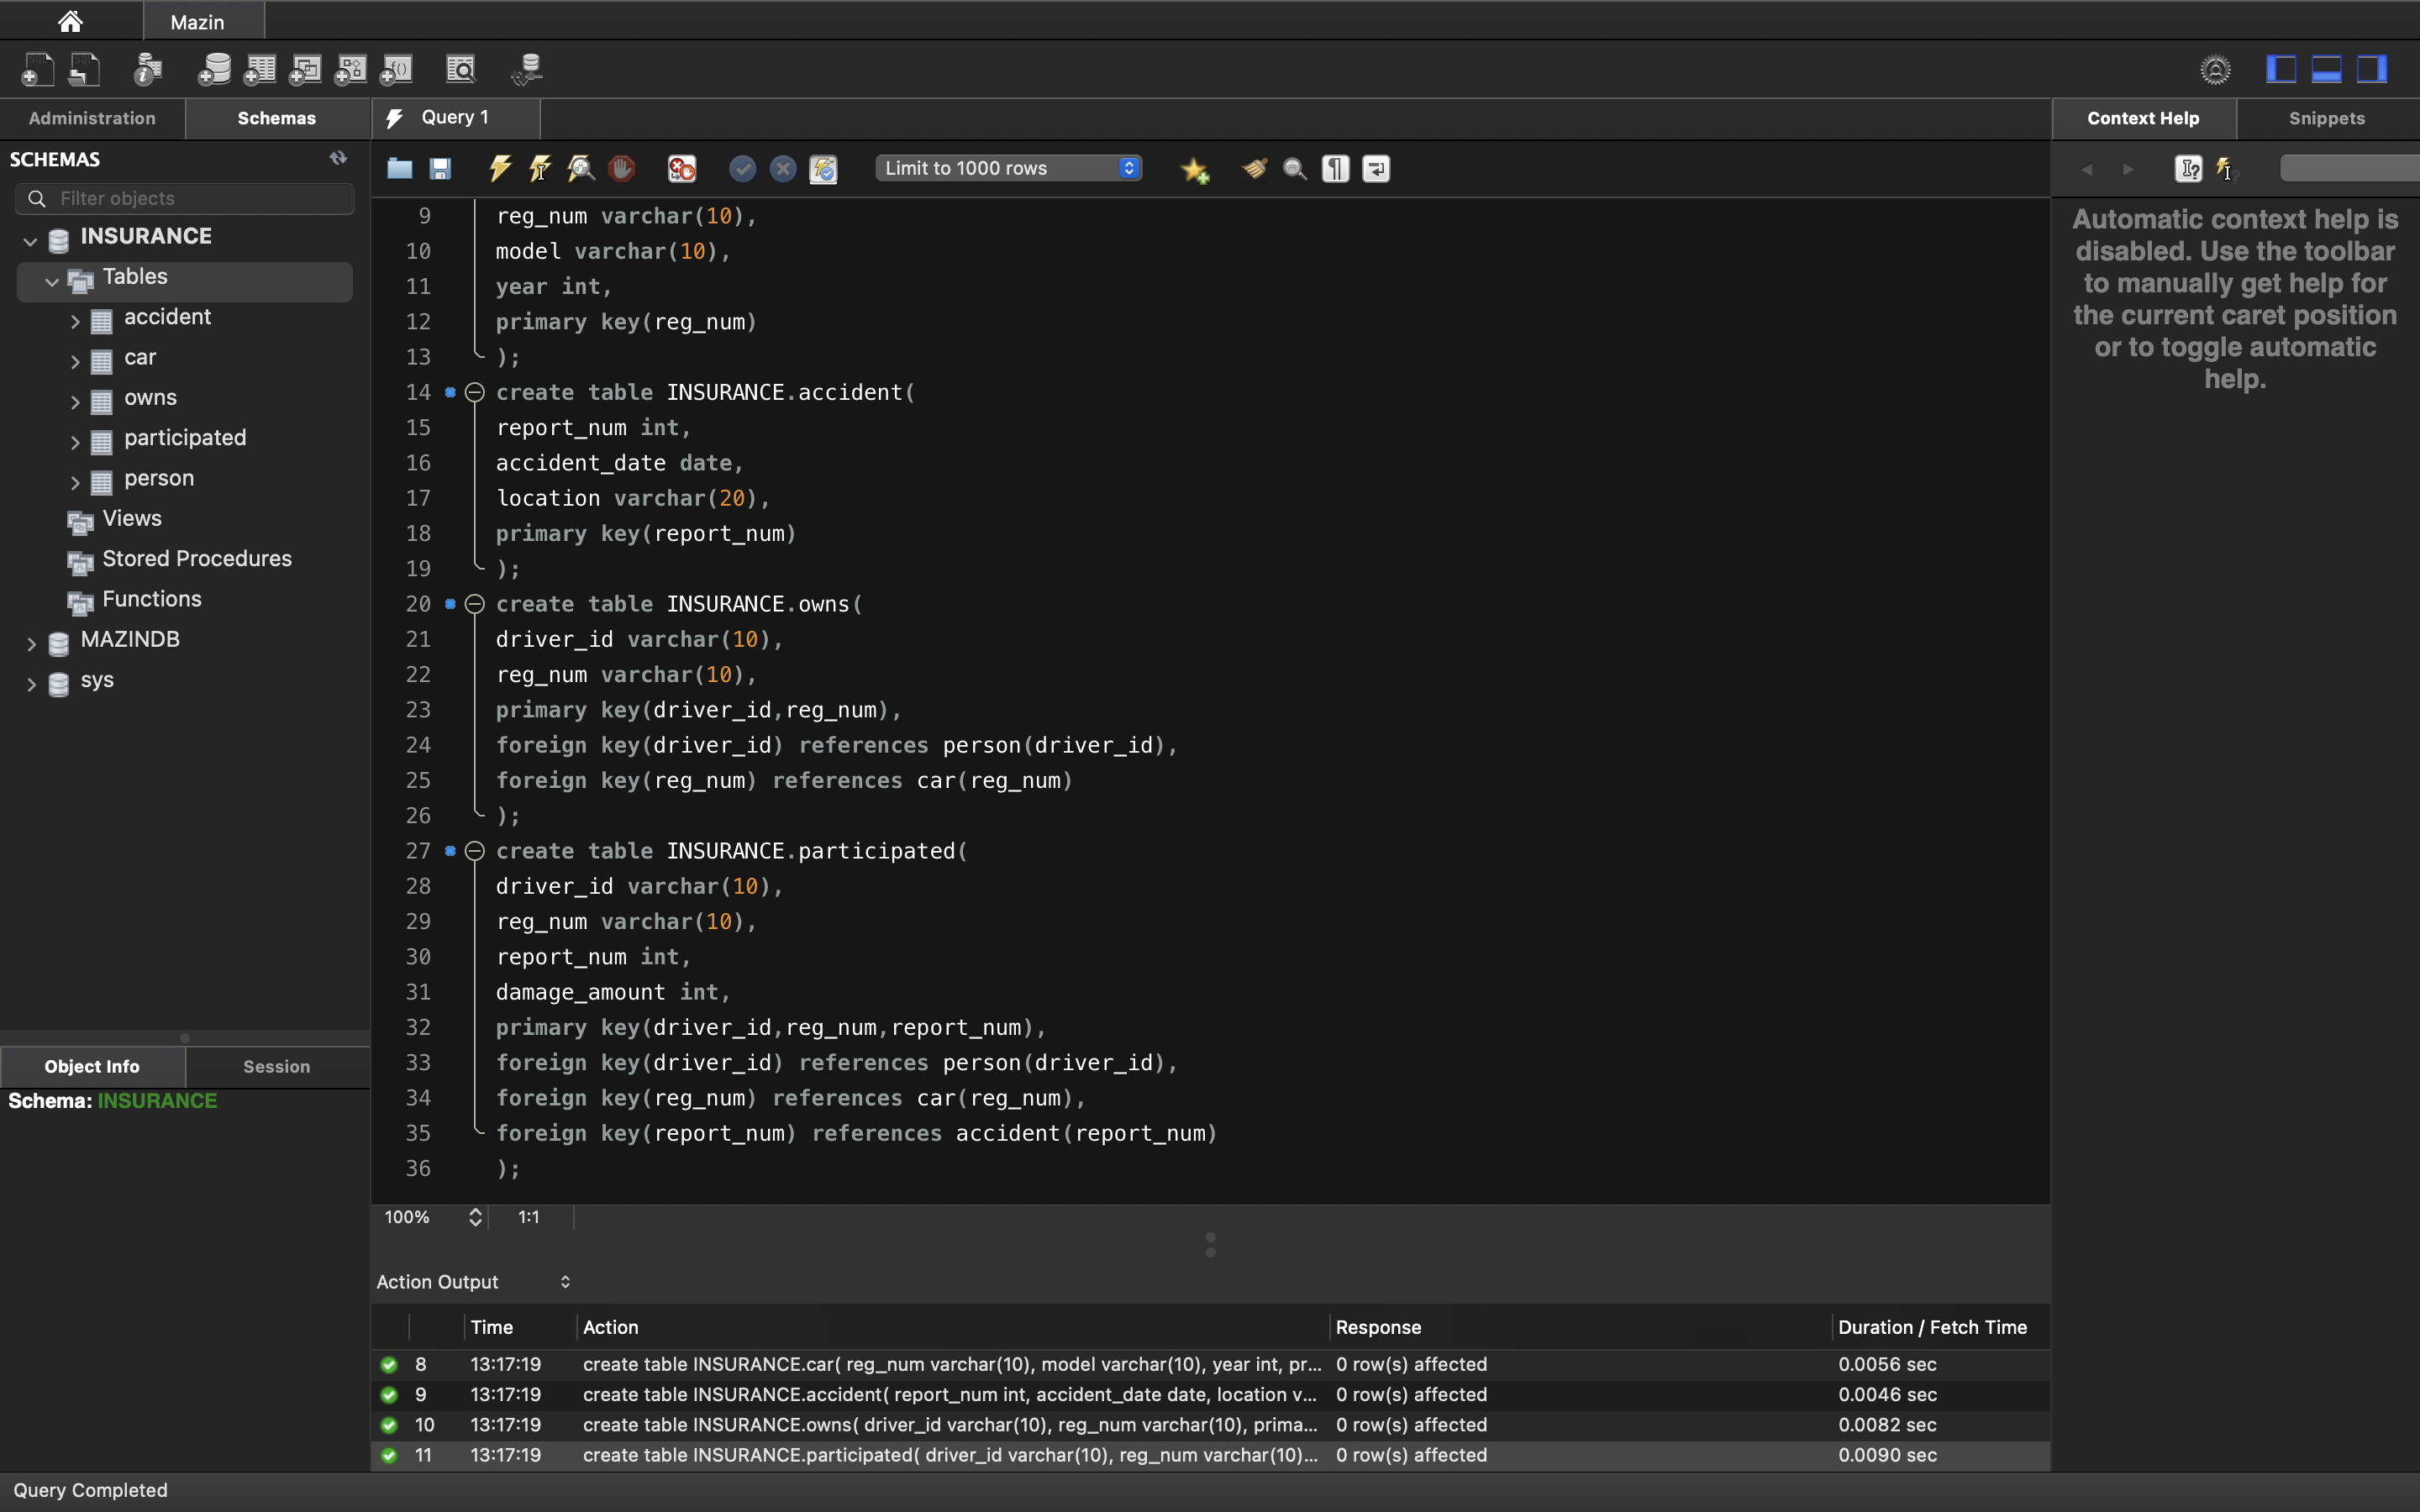 Mazin
Administration
Schemas
Query 1
Context Help
Snippets
SCHEMAS
Filter objects
Limit to 1000 rows
INSURANCE
Tables
accident
car
owns
participated
person
Views
Stored Procedures
Functions
MAZINDB
sys
Object Info
Session
Schema: INSURANCE
9 reg_num varchar(10),
10 model varchar(10),
11 year int,
12 primary key(reg_num)
13 );
14 create table INSURANCE.accident(
15 report_num int,
16 accident_date date,
17 location varchar(20),
18 primary key(report_num)
19 );
20 create table INSURANCE.owns(
21 driver_id varchar(10),
22 reg_num varchar(10),
23 primary key(driver_id,reg_num),
24 foreign key(driver_id) references person(driver_id),
25 foreign key(reg_num) references car(reg_num)
26 );
27 create table INSURANCE.participated(
28 driver_id varchar(10),
29 reg_num varchar(10),
30 report_num int,
31 damage_amount int,
32 primary key(driver_id,reg_num,report_num),
33 foreign key(driver_id) references person(driver_id),
34 foreign key(reg_num) references car(reg_num),
35 foreign key(report_num) references accident(report_num)
36 );
100% 1:1
Automatic context help is
disabled. Use the toolbar
to manually get help for
the current caret position
or to toggle automatic
help.
Action Output
Time Action Response Duration / Fetch Time
8 13:17:19 create table INSURANCE.car( reg_num varchar(10), model varchar(10), year int, pr... 0 row(s) affected 0.0056 sec
9 13:17:19 create table INSURANCE.accident( report_num int, accident_date date, location v... 0 row(s) affected 0.0046 sec
10 13:17:19 create table INSURANCE.owns( driver_id varchar(10), reg_num varchar(10), prima... 0 row(s) affected 0.0082 sec
11 13:17:19 create table INSURANCE.participated( driver_id varchar(10), reg_num varchar(10)... 0 row(s) affected 0.0090 sec
Query Completed